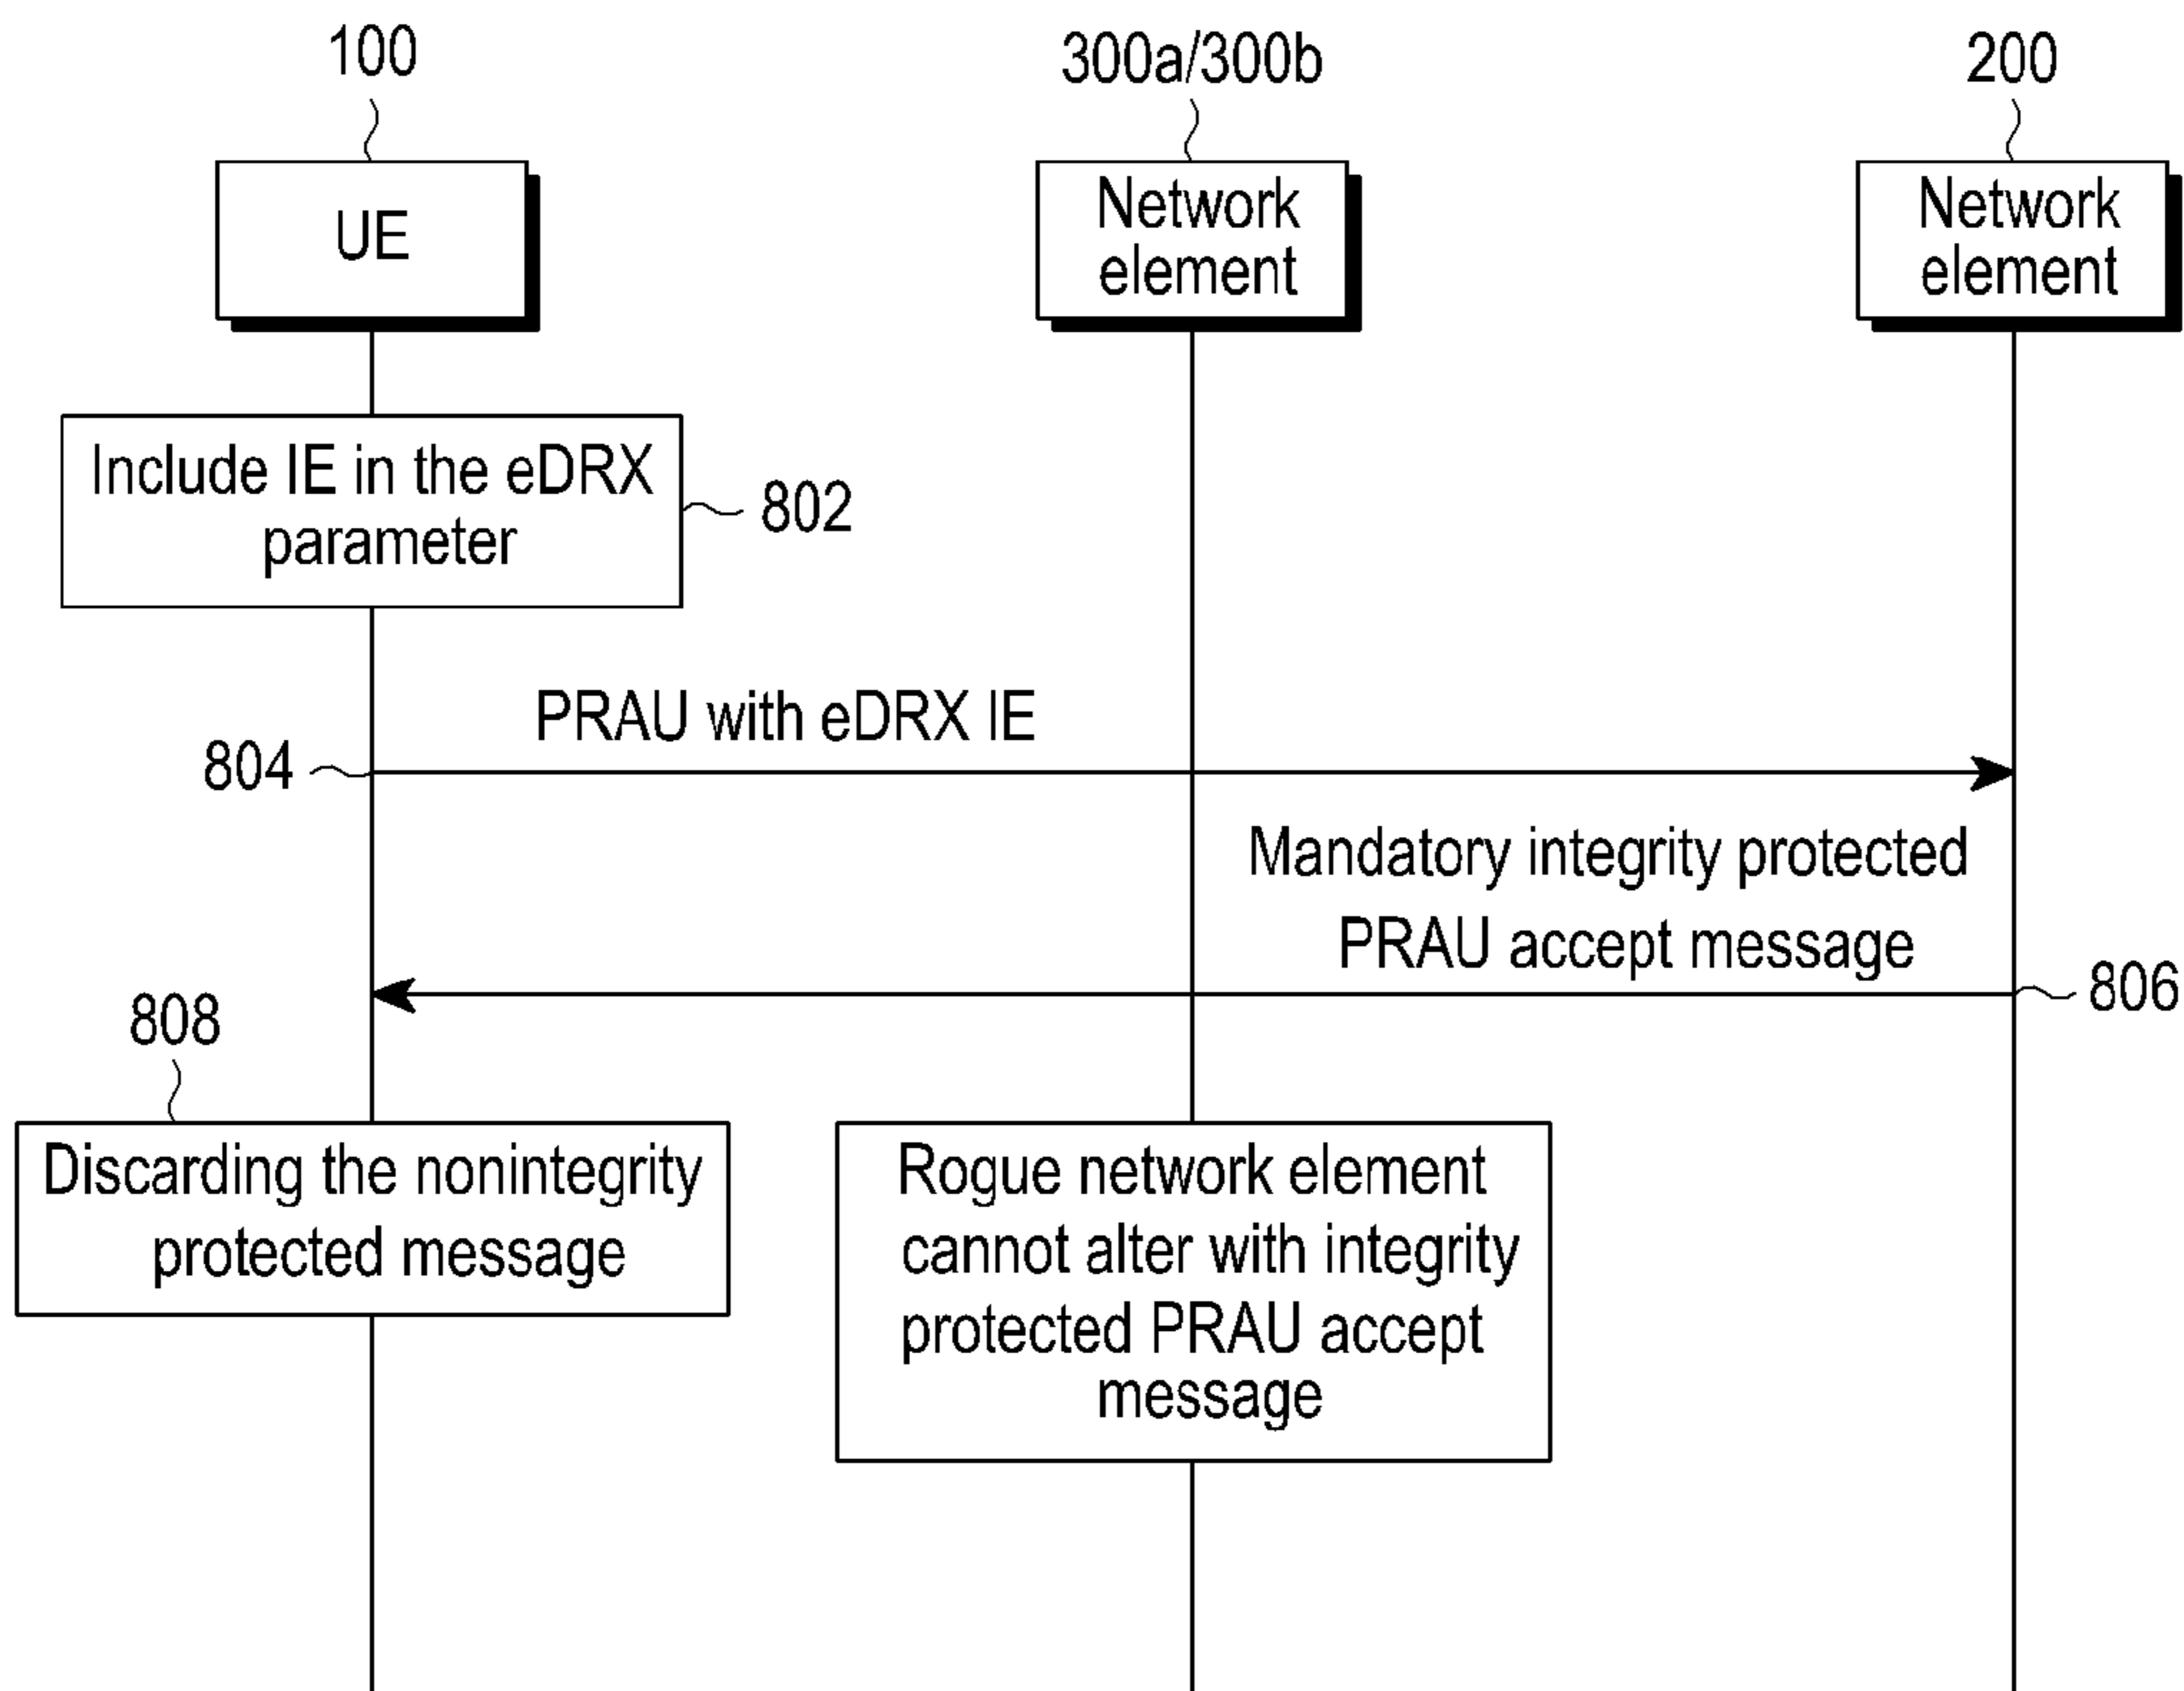 100
300a/300b
200
UE
Network
element
Network
element
Include IE in the eDRX
parameter
802
PRAU with eDRX IE
804
Mandatory integrity protected
PRAU accept message
806
808
Discarding the nonintegrity
protected message
Rogue network element
cannot alter with integrity
protected PRAU accept
message